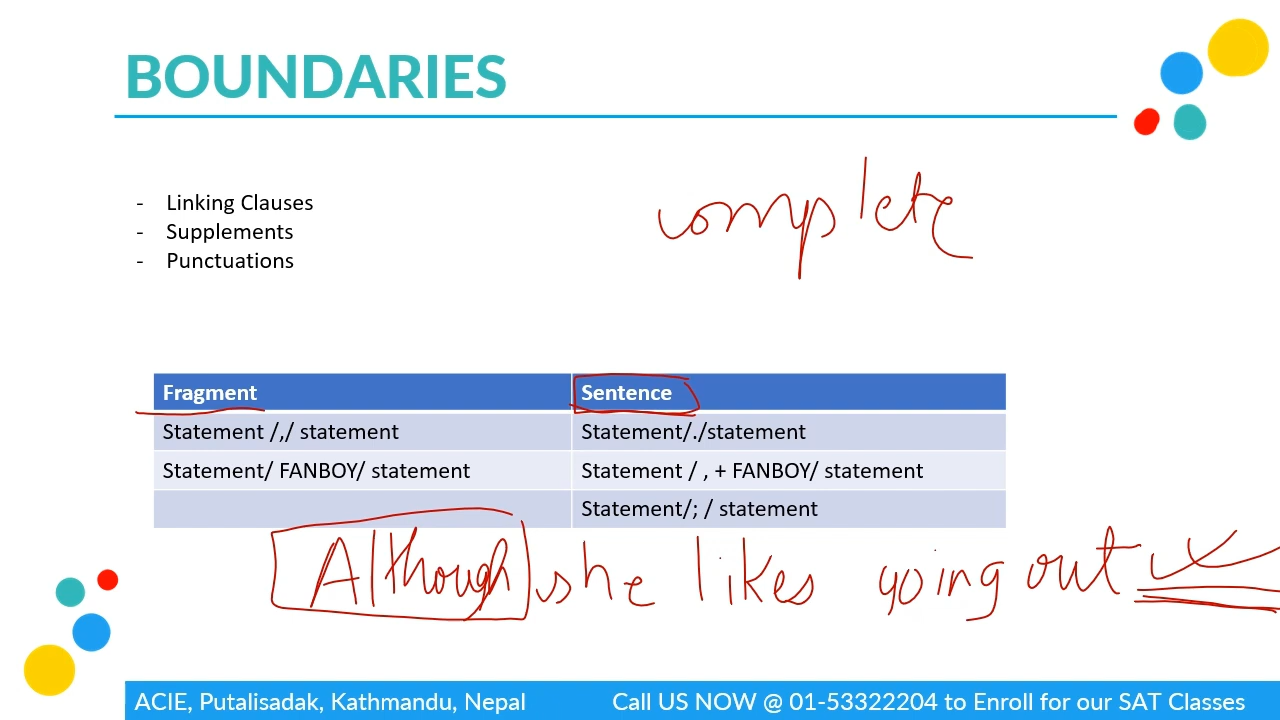 BOUNDARIES
- Linking Clauses
- Supplements
- Punctuations
complete
Fragment Sentence
Statement /,/ statement Statement/./statement
Statement/ FANBOY/ statement Statement / , + FANBOY/ statement
Statement/; / statement
Although she likes going out
ACIE, Putalisadak, Kathmandu, Nepal Call US NOW @ 01-53322204 to Enroll for our SAT Classes